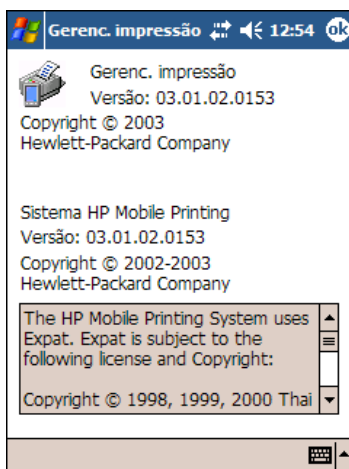 Gerenc. impressão 12:54 ok
Gerenc. impressão
Versão: 03.01.02.0153
Copyright © 2003
Hewlett-Packard Company
Sistema HP Mobile Printing
Versão: 03.01.02.0153
Copyright © 2002-2003
Hewlett-Packard Company
The HP Mobile Printing System uses
Expat. Expat is subject to the
following license and Copyright:
Copyright © 1998, 1999, 2000 Thai